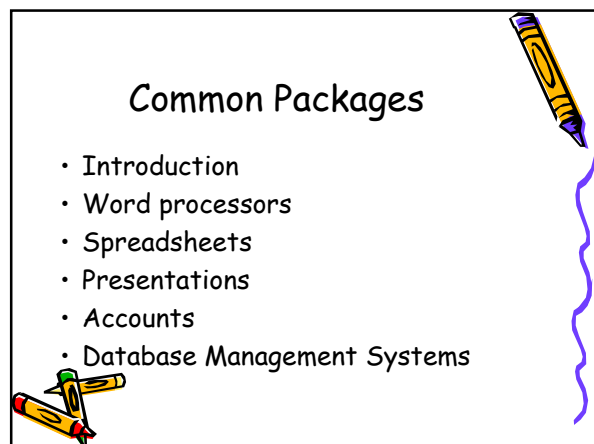 Common Packages
• Introduction
• Word processors
• Spreadsheets
• Presentations
• Accounts
• Database Management Systems